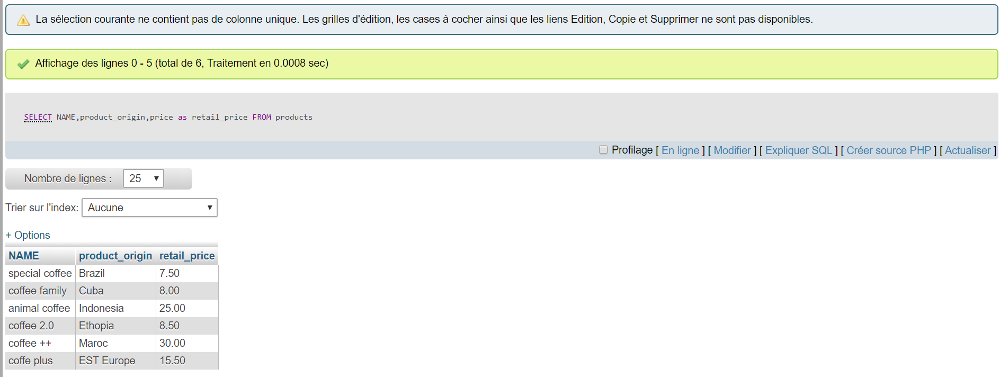 La sélection courante ne contient pas de colonne unique. Les grilles d'édition, les cases à cocher ainsi que les liens Edition, Copie et Supprimer ne sont pas disponibles.
Affichage des lignes 0 - 5 (total de 6, Traitement en 0.0008 sec)
SELECT NAME,product_origin,price as retail_price FROM products
Profilage [ En ligne ] [ Modifier ] [ Expliquer SQL ] [ Créer source PHP ] [ Actualiser ]
Nombre de lignes : 25
Trier sur l'index: Aucune
+ Options
NAME product_origin retail_price
special coffee Brazil 7.50
coffee family Cuba 8.00
animal coffee Indonesia 25.00
coffee 2.0 Ethopia 8.50
coffee ++ Maroc 30.00
coffe plus EST Europe 15.50